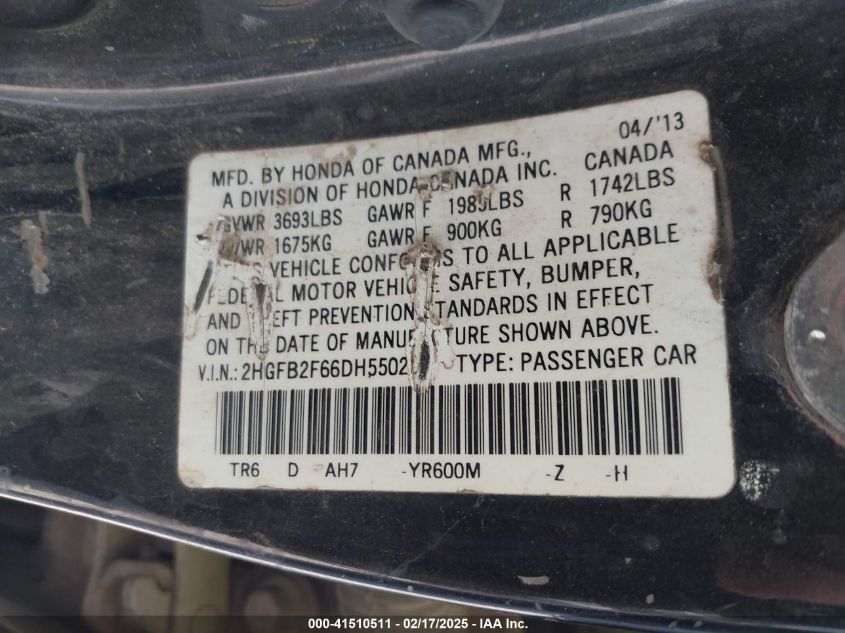 04/'13
MFD. BY HONDA OF CANADA MFG., CANADA
A DIVISION OF HONDA CANADA INC.
GVWR 3693LBS GAWR F 1985LBS R 1742LBS
GVWR 1675KG GAWR F 900KG R 790KG
THIS VEHICLE CONFORMS TO ALL APPLICABLE
FEDERAL MOTOR VEHICLE SAFETY, BUMPER,
AND THEFT PREVENTION STANDARDS IN EFFECT
ON THE DATE OF MANUFACTURE SHOWN ABOVE.
V.I.N.: 2HGFB2F66DH5502 TYPE: PASSENGER CAR
TR6 D AH7 -YR600M -Z -H
000-41510511 - 02/17/2025 - IAA Inc.